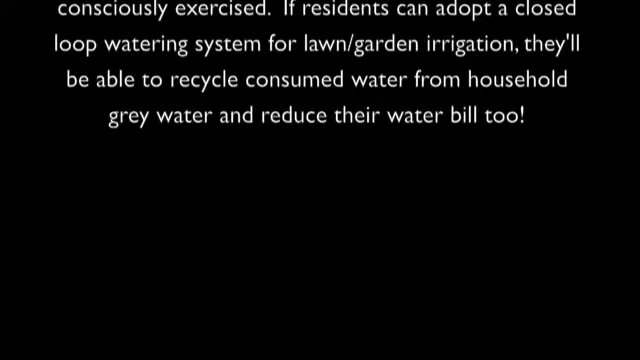 consciously exercised.  If residents can adopt a closed
loop watering system for lawn/garden irrigation, they'll
be able to recycle consumed water from household
grey water and reduce their water bill too!